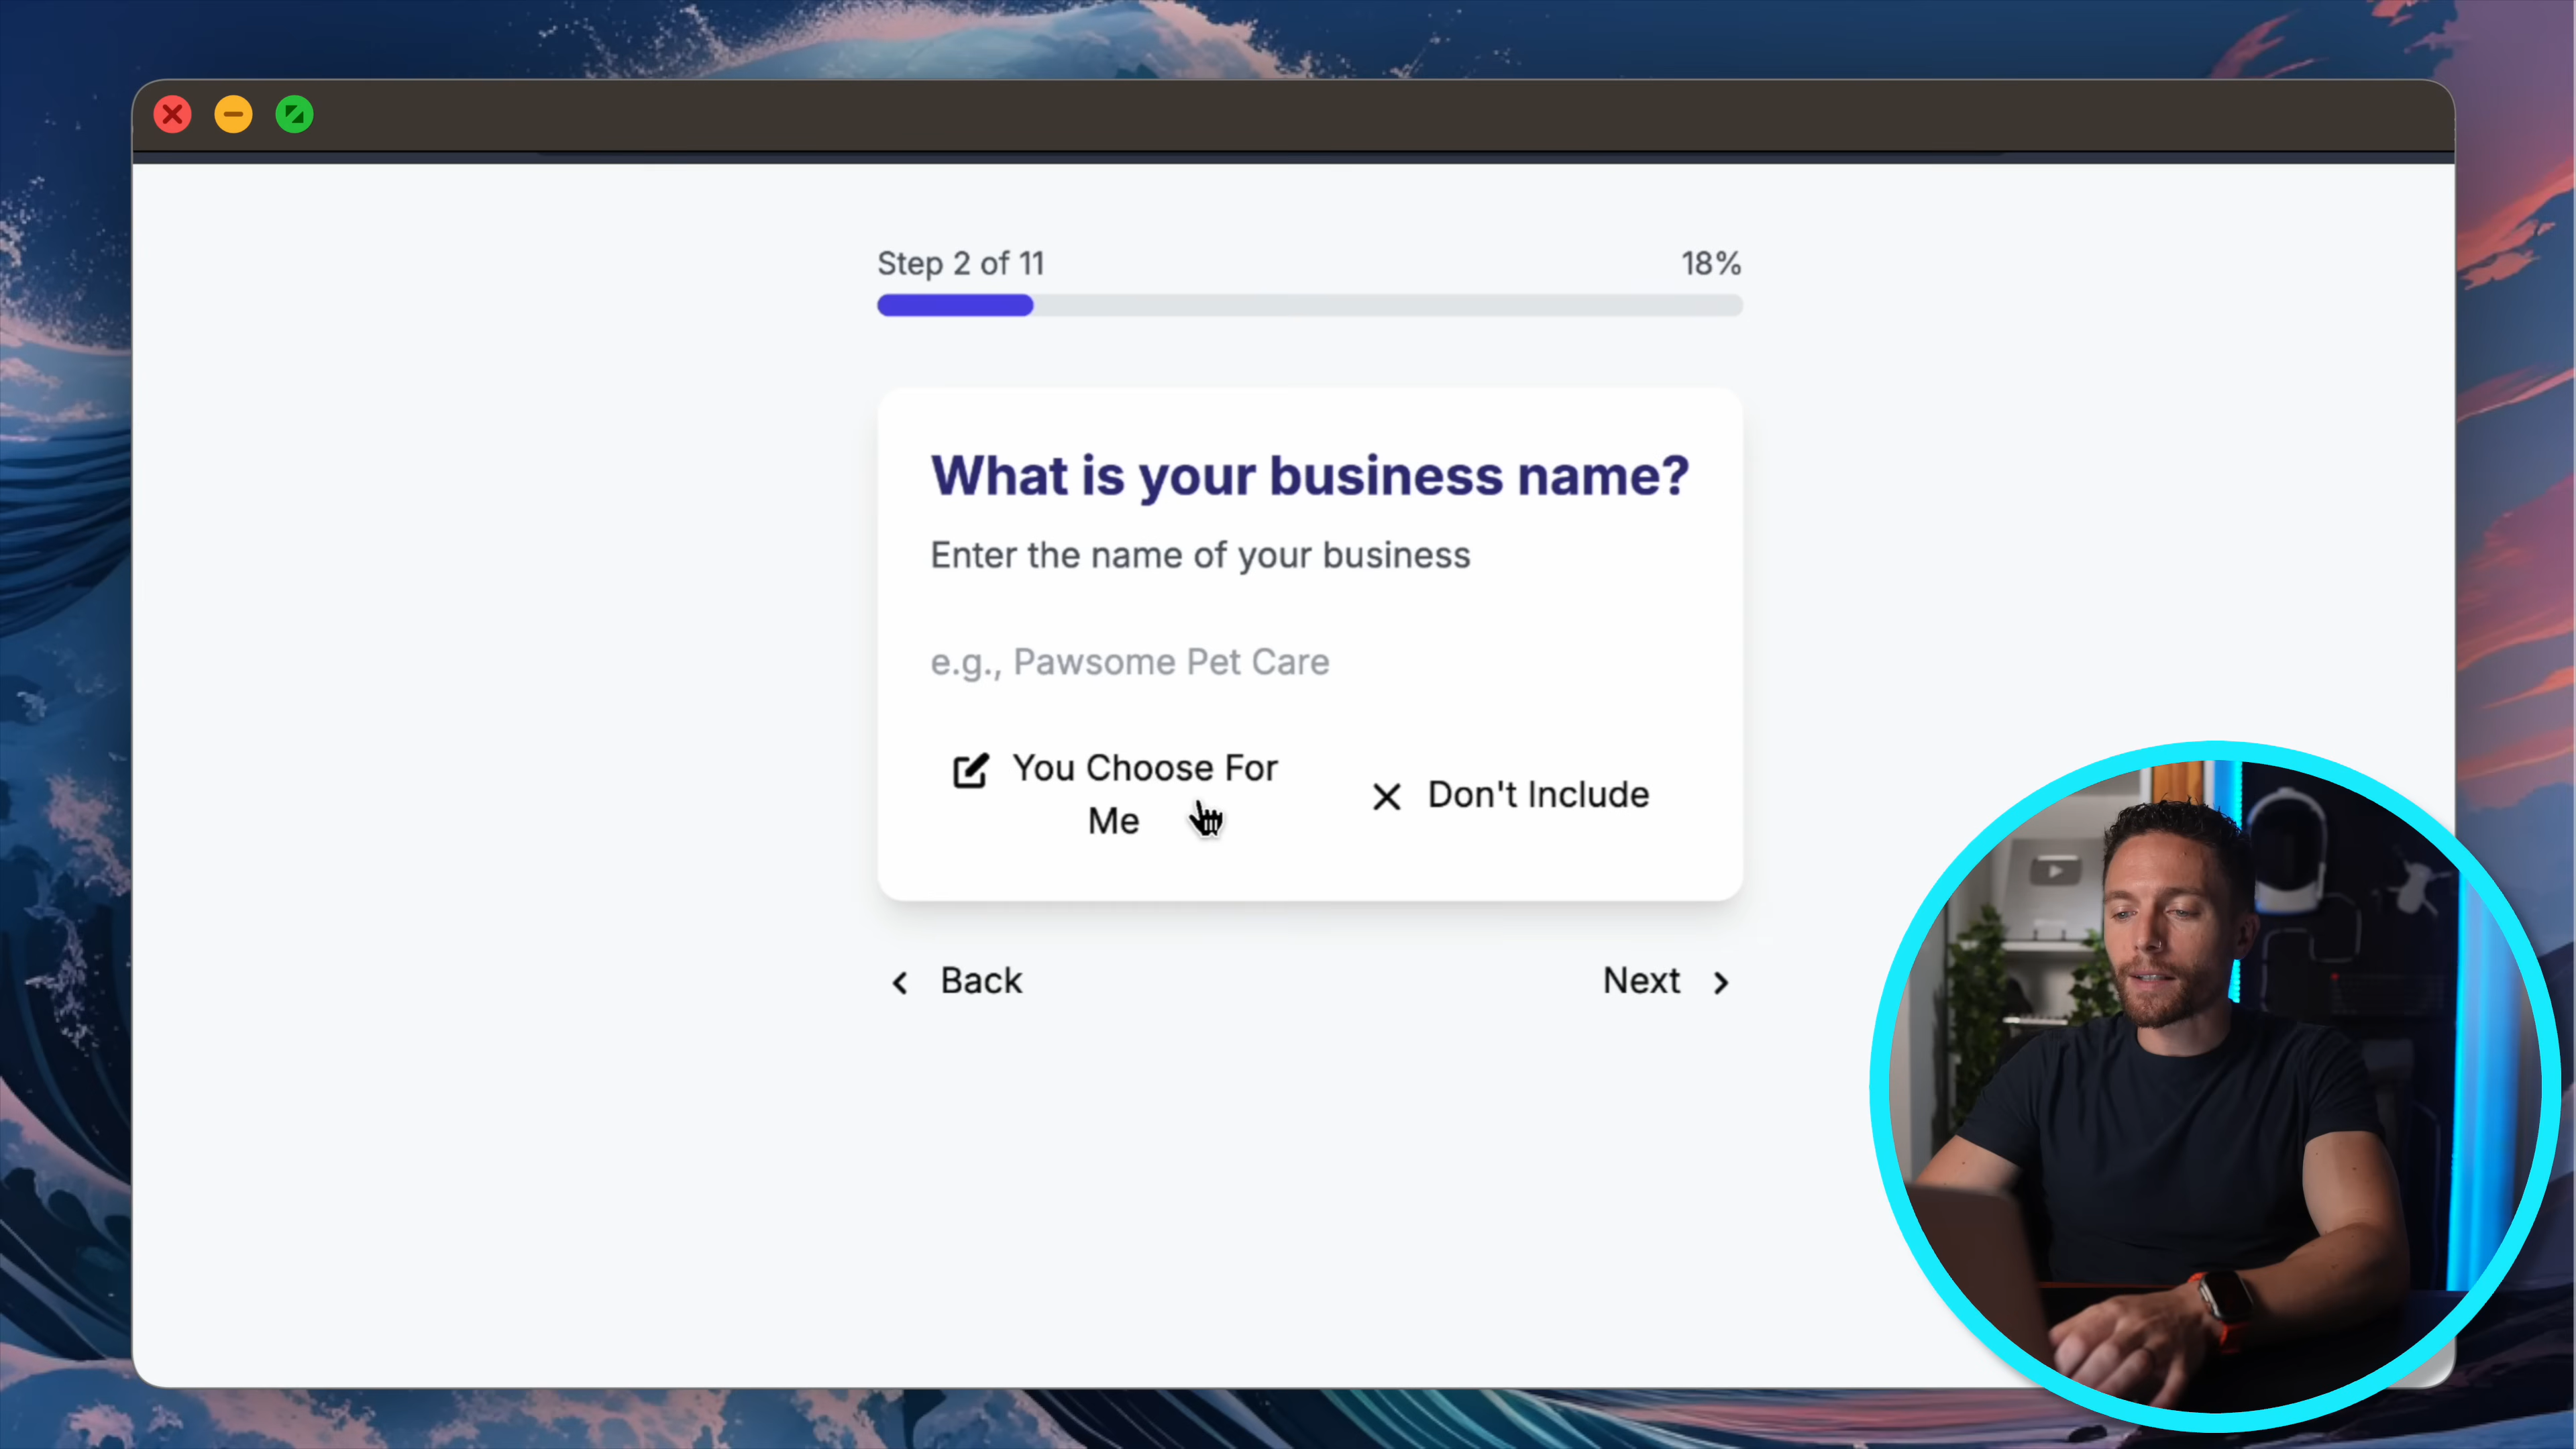 Step 2 of 11
18%
What is your business name?
Enter the name of your business
e.g., Pawsome Pet Care
You Choose For
Me
Don't Include
Back
Next